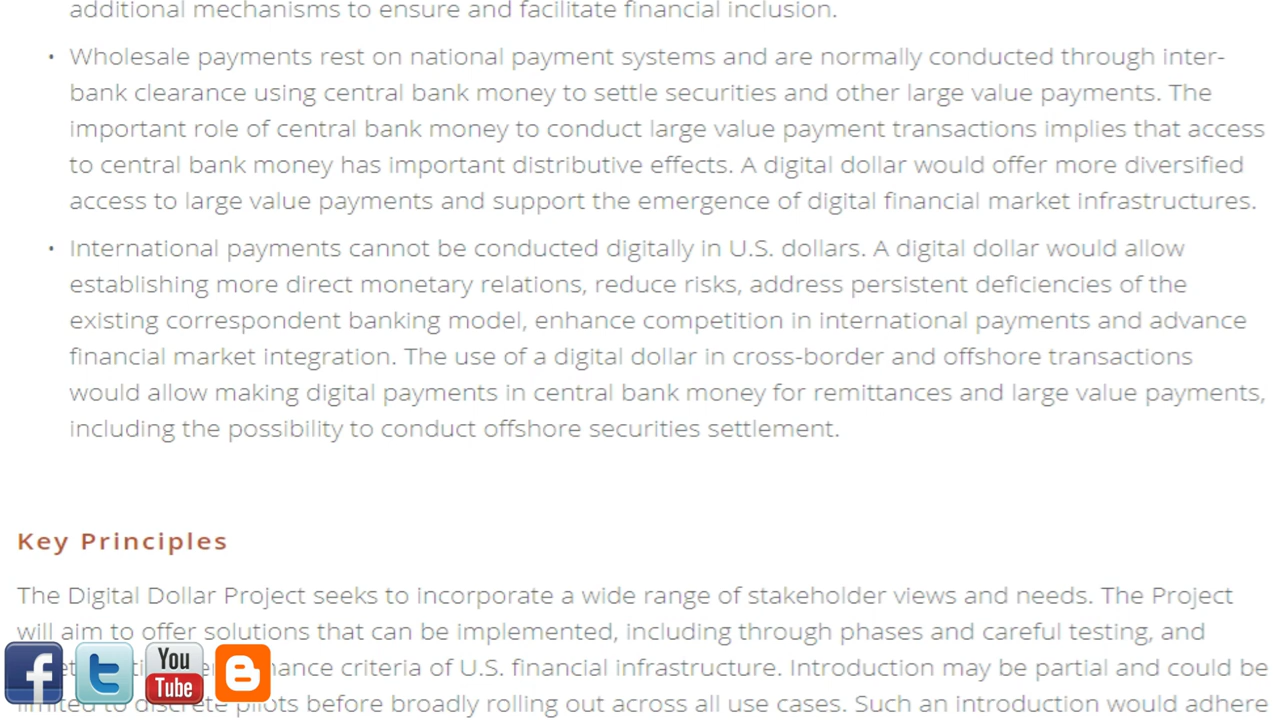 additional mechanisms to ensure and facilitate financial inclusion.
• Wholesale payments rest on national payment systems and are normally conducted through inter-
bank clearance using central bank money to settle securities and other large value payments. The
important role of central bank money to conduct large value payment transactions implies that access
to central bank money has important distributive effects. A digital dollar would offer more diversified
access to large value payments and support the emergence of digital financial market infrastructures.
• International payments cannot be conducted digitally in U.S. dollars. A digital dollar would allow
establishing more direct monetary relations, reduce risks, address persistent deficiencies of the
existing correspondent banking model, enhance competition in international payments and advance
financial market integration. The use of a digital dollar in cross-border and offshore transactions
would allow making digital payments in central bank money for remittances and large value payments,
including the possibility to conduct offshore securities settlement.
Key Principles
The Digital Dollar Project seeks to incorporate a wide range of stakeholder views and needs. The Project
will aim to offer solutions that can be implemented, including through phases and careful testing, and
criteria of U.S. financial infrastructure. Introduction may be partial and could be
limited to discrete pilots before broadly rolling out across all use cases. Such an introduction would adhere
You
Tube